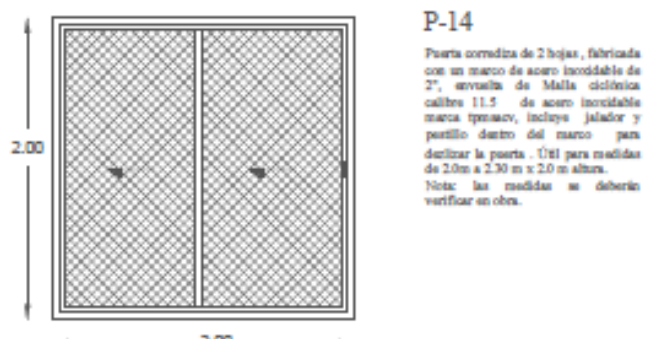 P-14
Puerta corrediza de 2 hojas , fabricada
con un marco de acero inoxidable de
2", envuelta de Malla ciclónica
calibre 11.5 de acero inoxidable
marca tpmsacv, incluye jalador y
pestillo dentro del marco para
dezlizar la puerta . Útil para medidas
de 2.0m a 2.30 m x 2.0 m altura.
Nota: las medidas se deberán
verificar en obra.
2.00